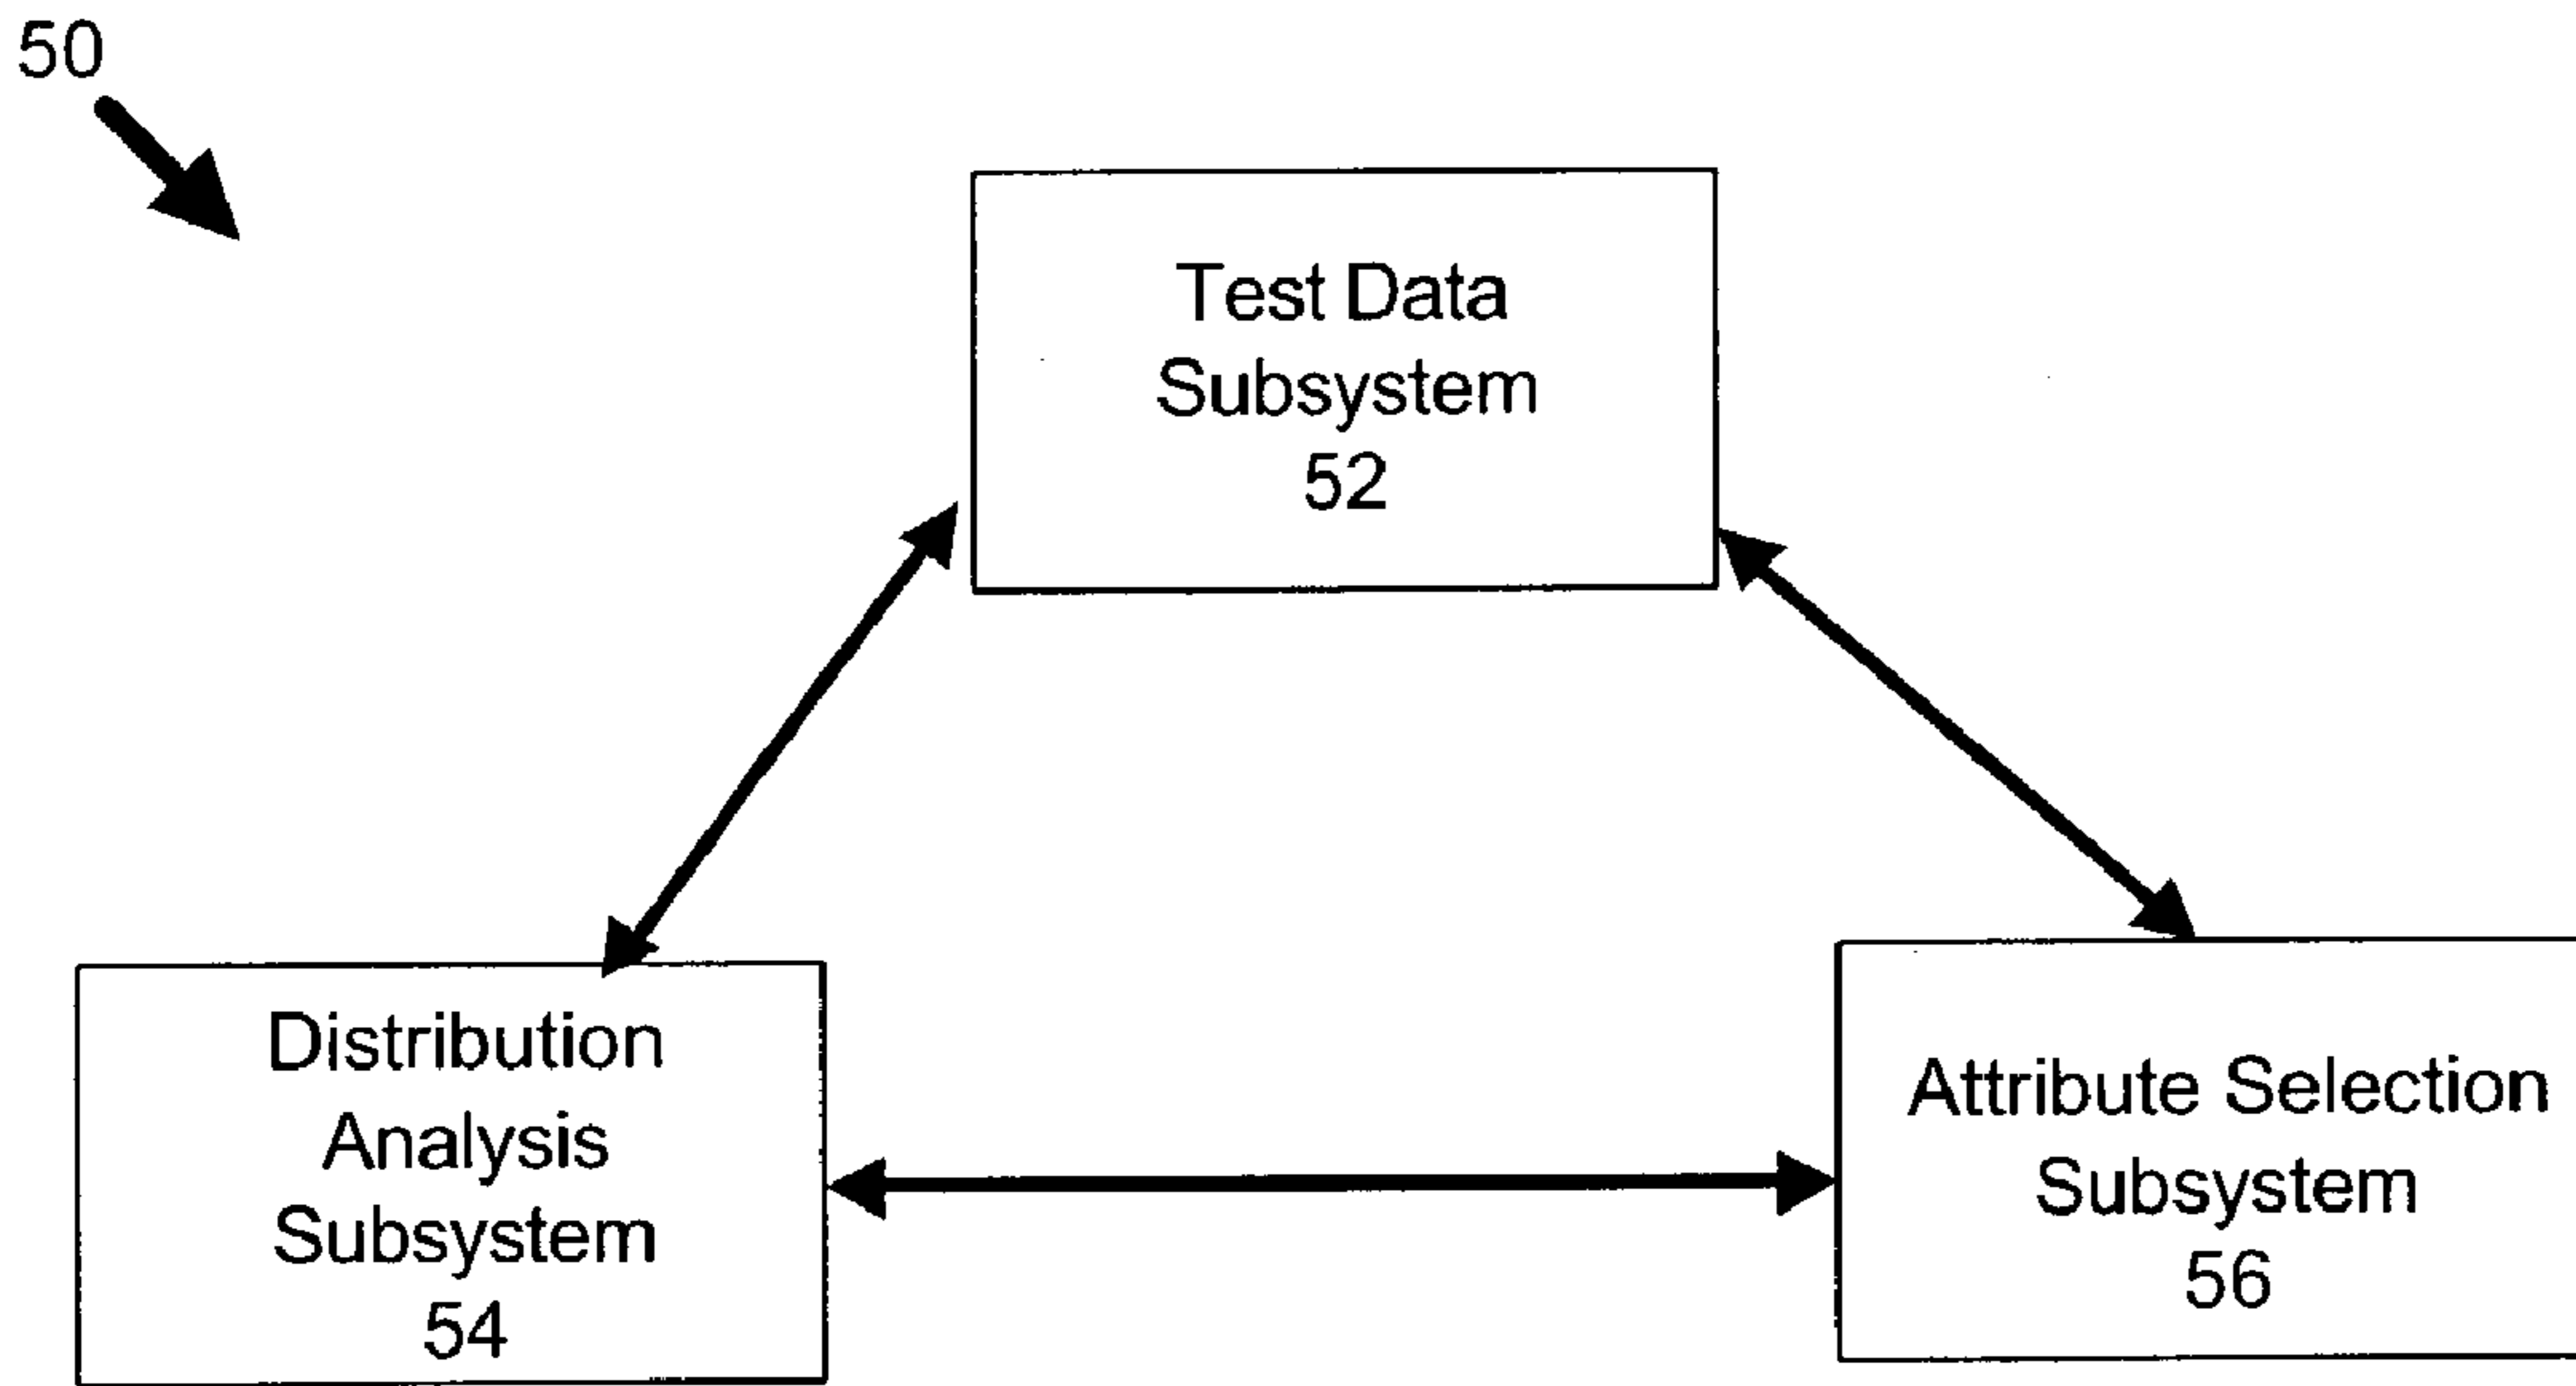 50
Test Data
Subsystem
52
Distribution
Analysis
Subsystem
54
Attribute Selection
Subsystem
56